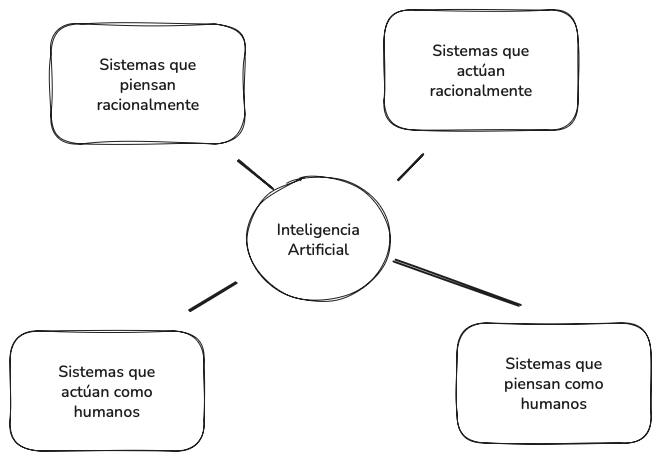 Sistemas que
piensan
racionalmente
Sistemas que
actúan
racionalmente
Inteligencia
Artificial
Sistemas que
actúan como
humanos
Sistemas que
piensan como
humanos